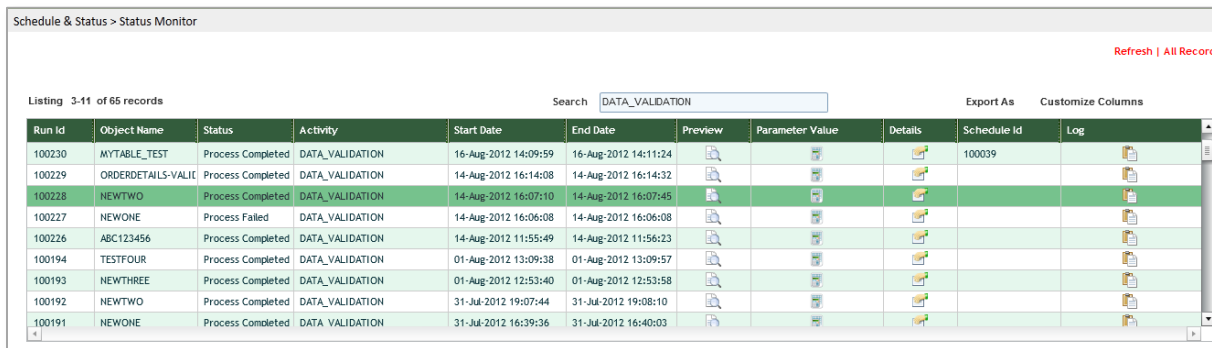 Schedule & Status > Status Monitor
Refresh | All Recor
Listing 3-11 of 65 records Search DATA_VALIDATION Export As Customize Columns
Run Id Object Name Status Activity Start Date End Date Preview Parameter Value Details Schedule Id Log
100230 MYTABLE_TEST Process Completed DATA_VALIDATION 16-Aug-2012 14:09:59 16-Aug-2012 14:11:24 100039
100229 ORDERDETAILS-VALID Process Completed DATA_VALIDATION 14-Aug-2012 16:14:08 14-Aug-2012 16:14:32
100228 NEWTWO Process Completed DATA_VALIDATION 14-Aug-2012 16:07:10 14-Aug-2012 16:07:45
100227 NEWONE Process Failed DATA_VALIDATION 14-Aug-2012 16:06:08 14-Aug-2012 16:06:08
100226 ABC123456 Process Completed DATA_VALIDATION 14-Aug-2012 11:55:49 14-Aug-2012 11:56:23
100194 TESTFOUR Process Completed DATA_VALIDATION 01-Aug-2012 13:09:38 01-Aug-2012 13:09:57
100193 NEWTHREE Process Completed DATA_VALIDATION 01-Aug-2012 12:53:40 01-Aug-2012 12:53:58
100192 NEWTWO Process Completed DATA_VALIDATION 31-Jul-2012 19:07:44 31-Jul-2012 19:08:10
100191 NEWONE Process Completed DATA_VALIDATION 31-Jul-2012 16:39:36 31-Jul-2012 16:40:03